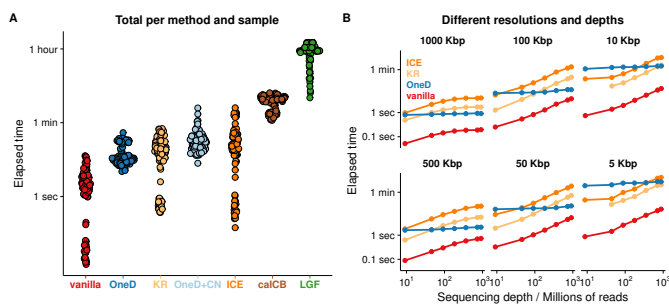 A
Total per method and sample
Elapsed time
1 hour
1 min
1 sec
vanilla OneD KR OneD+CN ICE calCB LGF
B
Different resolutions and depths
1000 Kbp 100 Kbp 10 Kbp
ICE
KR
OneD
vanilla
1 min
1 sec
0.1 sec
500 Kbp 50 Kbp 5 Kbp
1 min
1 sec
0.1 sec
Elapsed time
10¹ 10² 10³ 10¹ 10² 10³ 10¹ 10² 10³
Sequencing depth / Millions of reads